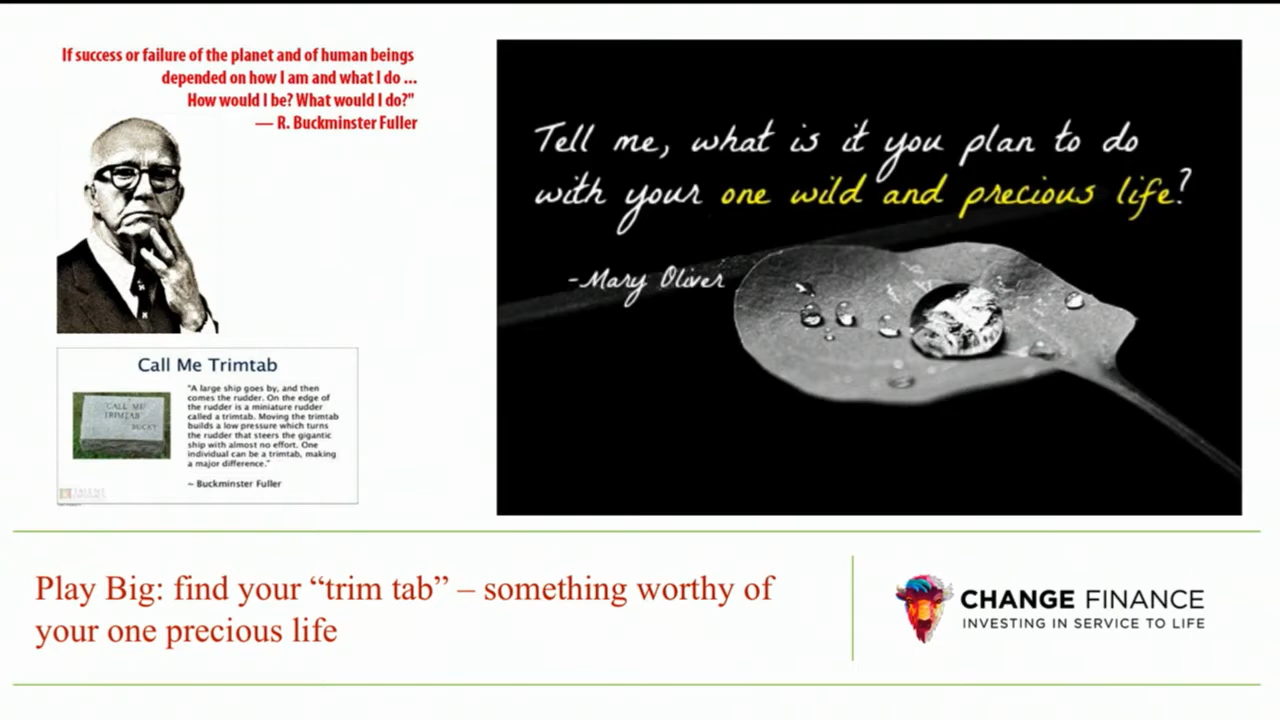 If success or failure of the planet and of human beings
depended on how I am and what I do ...
How would I be? What would I do?"
— R. Buckminster Fuller
Call Me Trimtab
"CALL ME
TRIMTAB"
BUCKY
"A large ship goes by, and then
comes the rudder. On the edge of
the rudder is a miniature rudder
called a trimtab. Moving the trimtab
builds a low pressure which turns
the rudder that steers the gigantic
ship with almost no effort. One
individual can be a trimtab, making
a major difference."
~ Buckminster Fuller
Tell me, what is it you plan to do
with your one wild and precious life?
-Mary Oliver
Play Big: find your “trim tab” – something worthy of
your one precious life
CHANGE FINANCE
INVESTING IN SERVICE TO LIFE